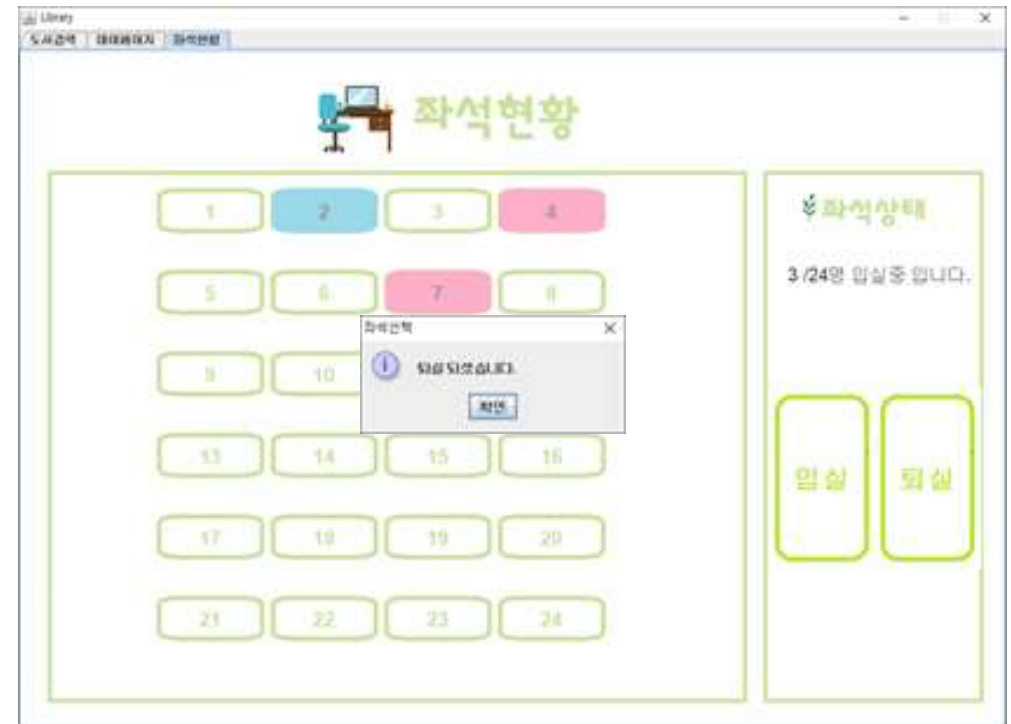 Library
도서검색 마이페이지 좌석현황
좌석현황
1 2 3 4
5 6 7 8
9 10
13 14 15 16
17 18 19 20
21 22 23 24
좌석상태
3 /24명 입실중 입니다.
입실 퇴실
좌석선택
퇴실 되셨습니다.
확인